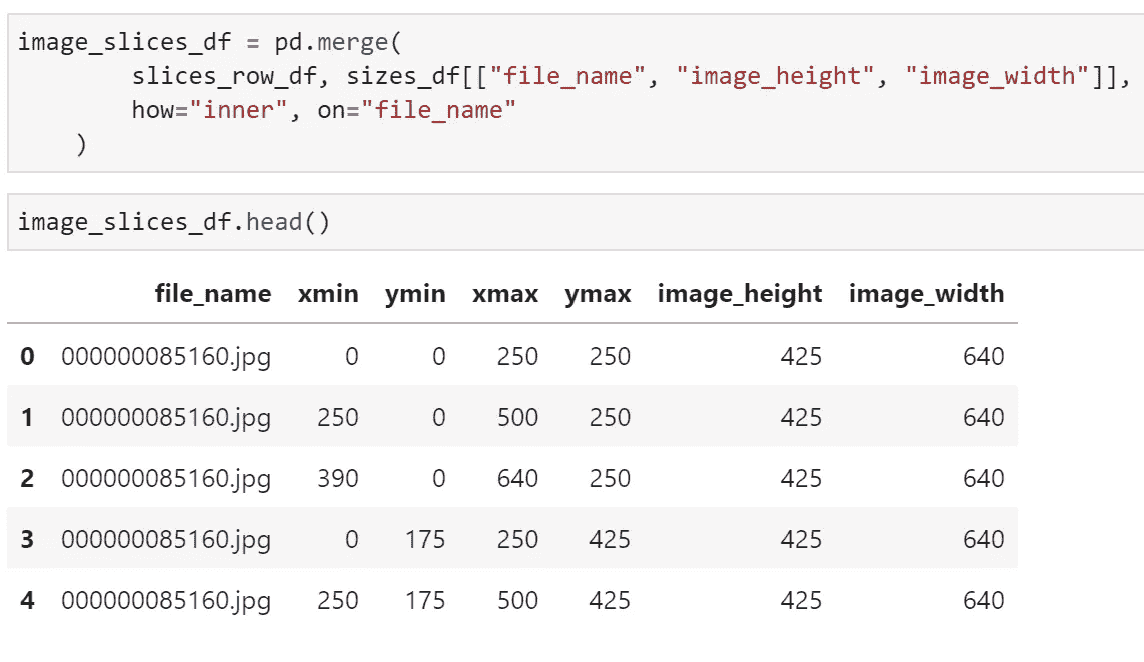 image_slices_df = pd.merge(
slices_row_df, sizes_df[["file_name", "image_height", "image_width"]],
how="inner", on="file_name"
)
image_slices_df.head()
file_name xmin ymin xmax ymax image_height image_width
0 000000085160.jpg 0 0 250 250 425 640
1 000000085160.jpg 250 0 500 250 425 640
2 000000085160.jpg 390 0 640 250 425 640
3 000000085160.jpg 0 175 250 425 425 640
4 000000085160.jpg 250 175 500 425 425 640